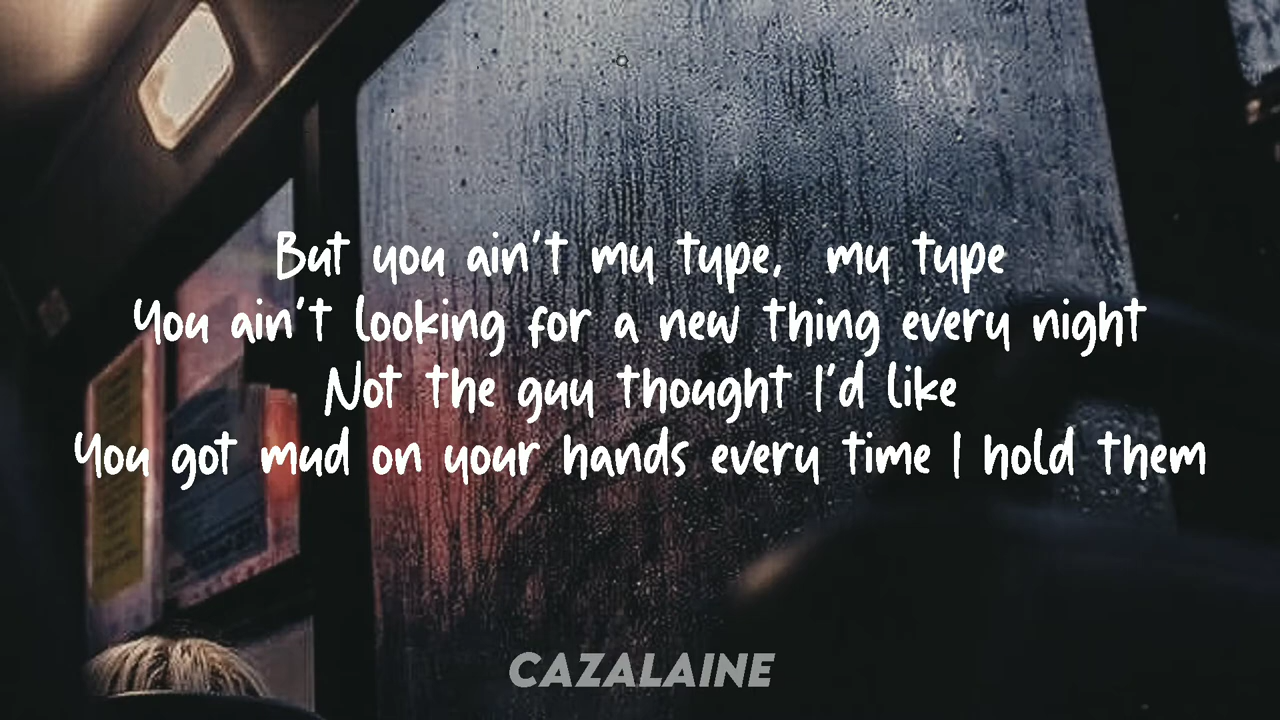 But you ain't my type,  my type
You ain't looking for a new thing every night
Not the guy thought I'd like
You got mud on your hands every time I hold them
CAZALAINE